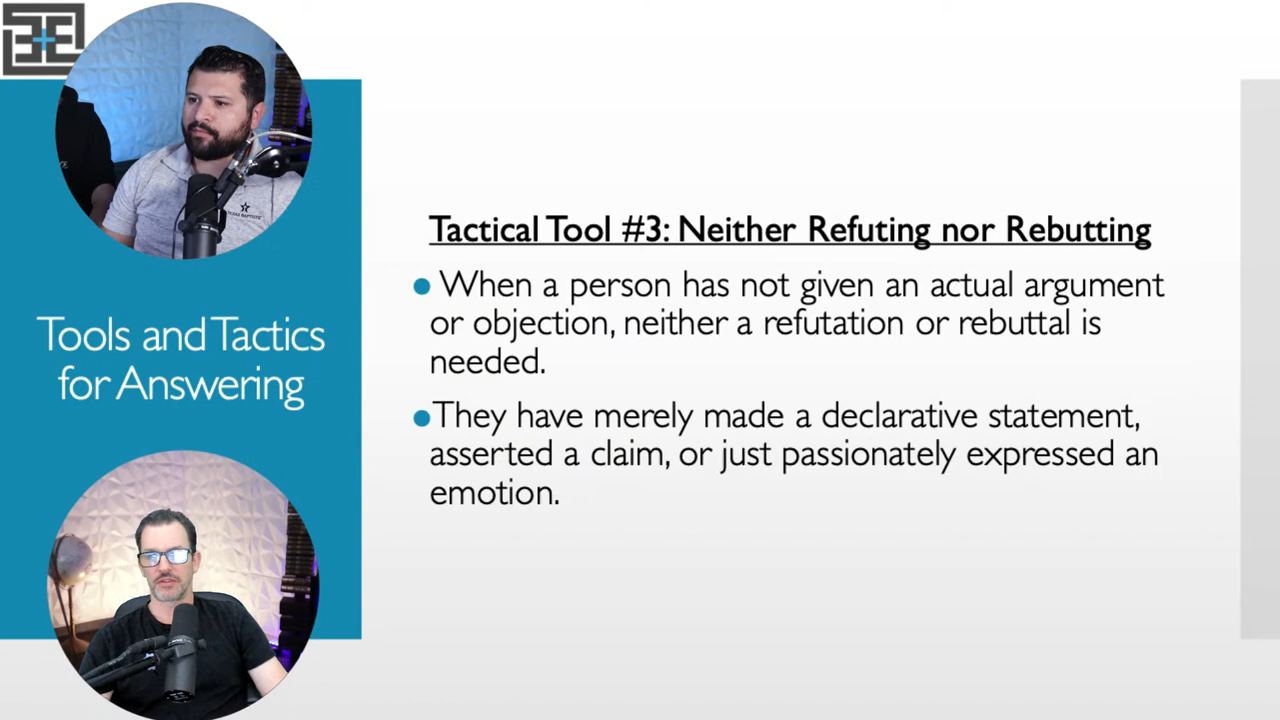 TEXAS BAPTISTS
Tools and Tactics
for Answering
Tactical Tool #3: Neither Refuting nor Rebutting
● When a person has not given an actual argument
or objection, neither a refutation or rebuttal is
needed.
●They have merely made a declarative statement,
asserted a claim, or just passionately expressed an
emotion.